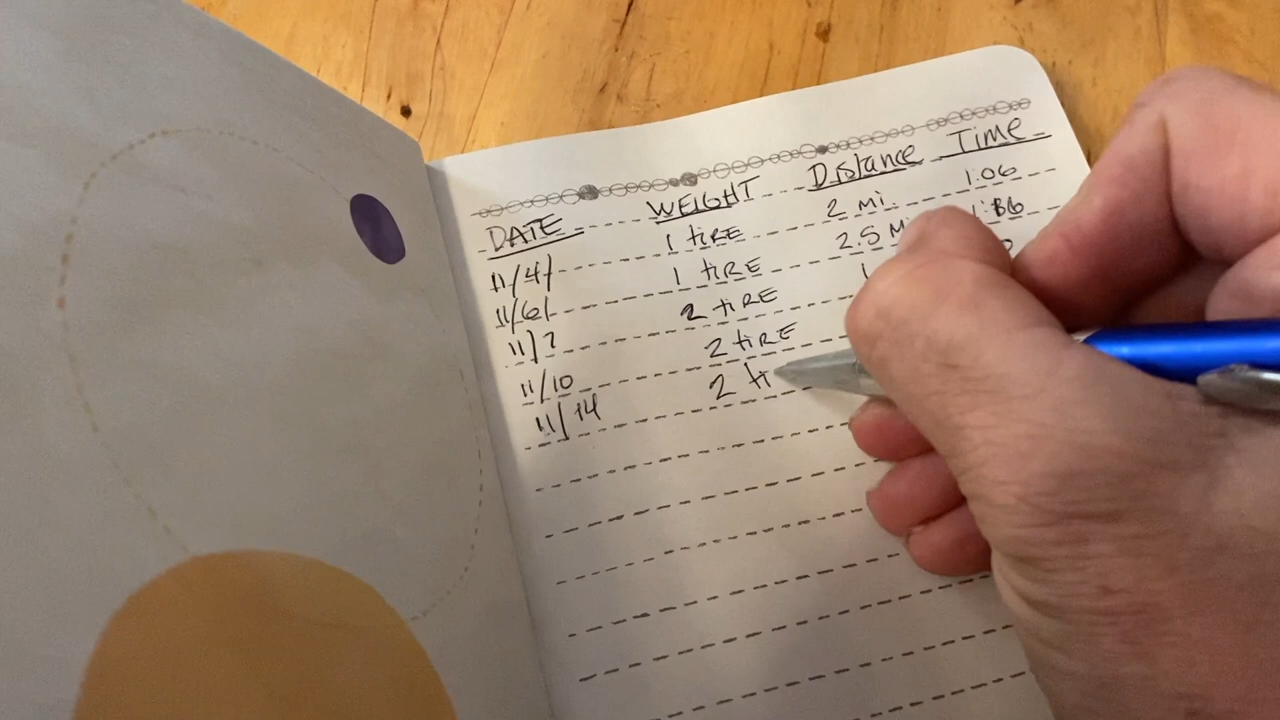 DATE WEIGHT Distance Time
11/4/ 1 tiRE 2 Mi. 1:06
11/6/ 1 tiRE 2.5 Mi
11/7 2 tiRE 1
11/10 2 tiRE
11/14 2 ti